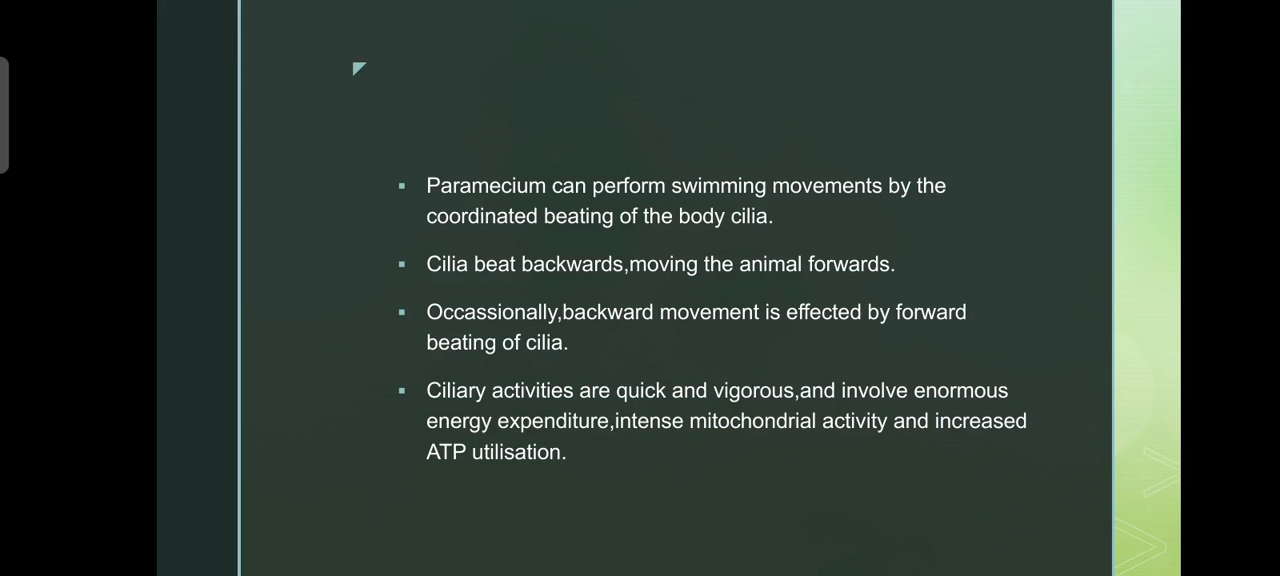 Paramecium can perform swimming movements by the
coordinated beating of the body cilia.
Cilia beat backwards,moving the animal forwards.
Occassionally,backward movement is effected by forward
beating of cilia.
Ciliary activities are quick and vigorous,and involve enormous
energy expenditure,intense mitochondrial activity and increased
ATP utilisation.